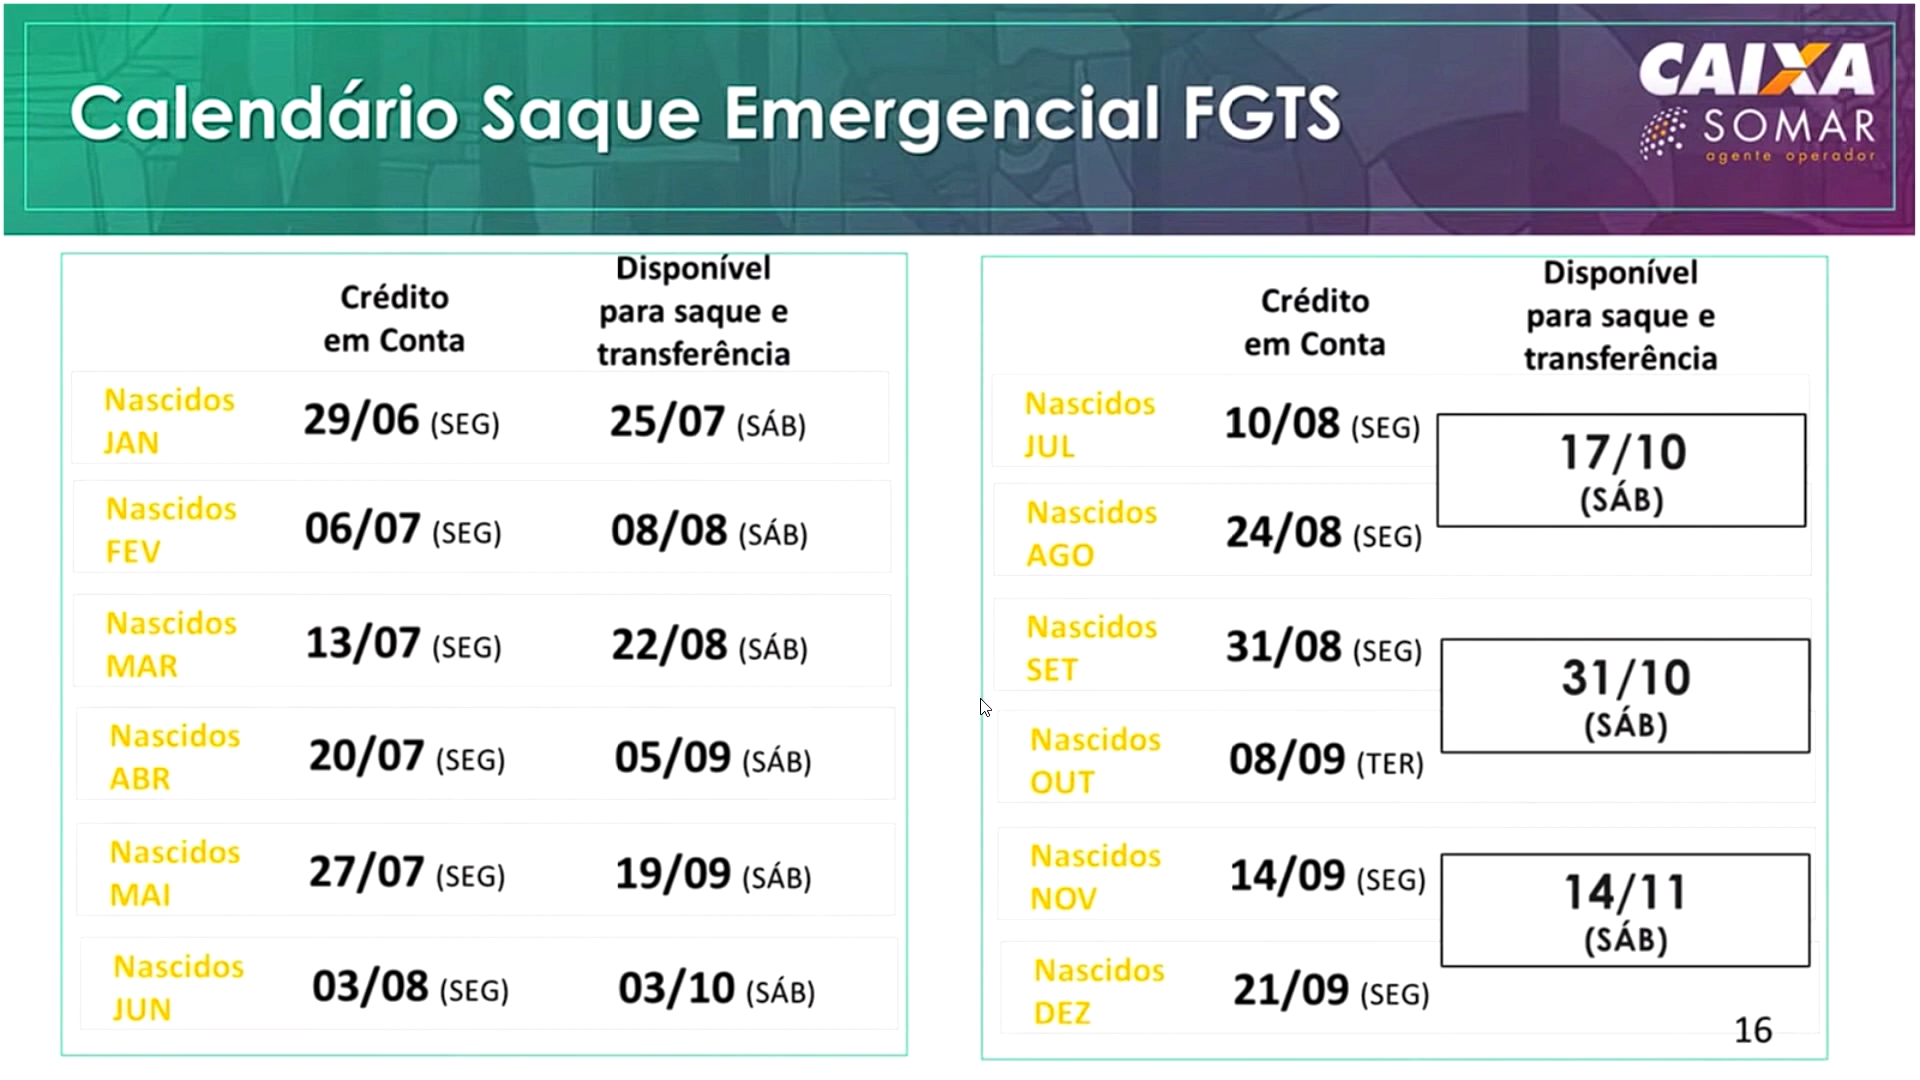 Calendário Saque Emergencial FGTS
CAIXA
SOMAR
agente operador
Crédito
em Conta
Disponível
para saque e
transferência
Nascidos
JAN
29/06 (SEG)
25/07 (SÁB)
Nascidos
FEV
06/07 (SEG)
08/08 (SÁB)
Nascidos
MAR
13/07 (SEG)
22/08 (SÁB)
Nascidos
ABR
20/07 (SEG)
05/09 (SÁB)
Nascidos
MAI
27/07 (SEG)
19/09 (SÁB)
Nascidos
JUN
03/08 (SEG)
03/10 (SÁB)
Crédito
em Conta
Disponível
para saque e
transferência
Nascidos
JUL
10/08 (SEG)
17/10
(SÁB)
Nascidos
AGO
24/08 (SEG)
Nascidos
SET
31/08 (SEG)
31/10
(SÁB)
Nascidos
OUT
08/09 (TER)
Nascidos
NOV
14/09 (SEG)
14/11
(SÁB)
Nascidos
DEZ
21/09 (SEG)
16